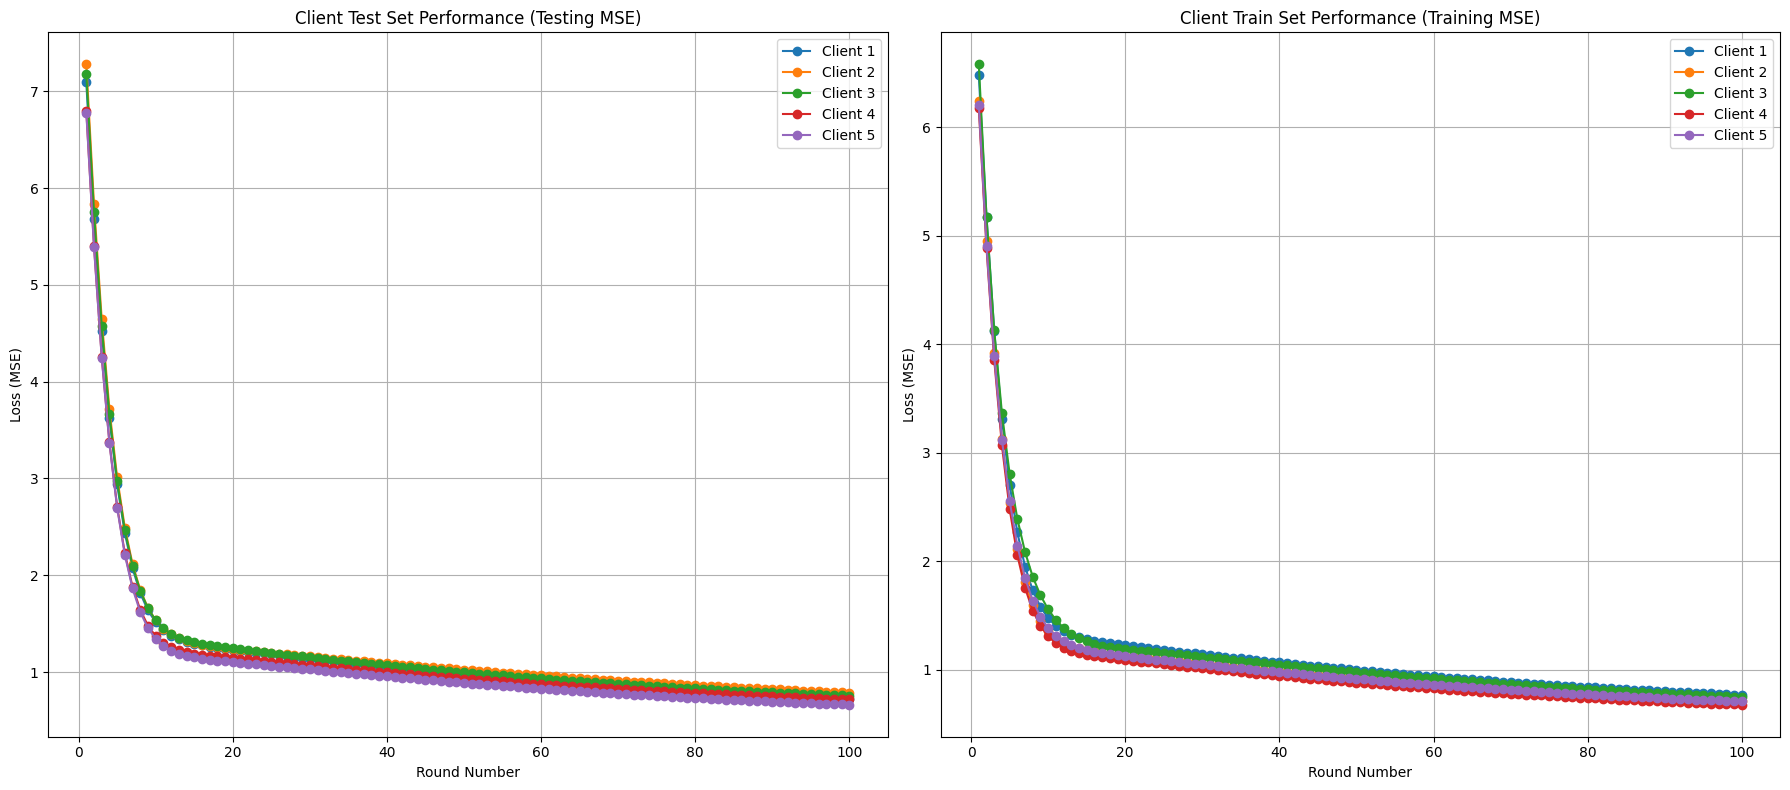 Client Test Set Performance (Testing MSE)
Client 1
Client 2
Client 3
Client 4
Client 5
7
6
5
4
3
2
1
Loss (MSE)
0
20
40
60
80
100
Round Number
Client Train Set Performance (Training MSE)
Client 1
Client 2
Client 3
Client 4
Client 5
6
5
4
3
2
1
Loss (MSE)
0
20
40
60
80
100
Round Number